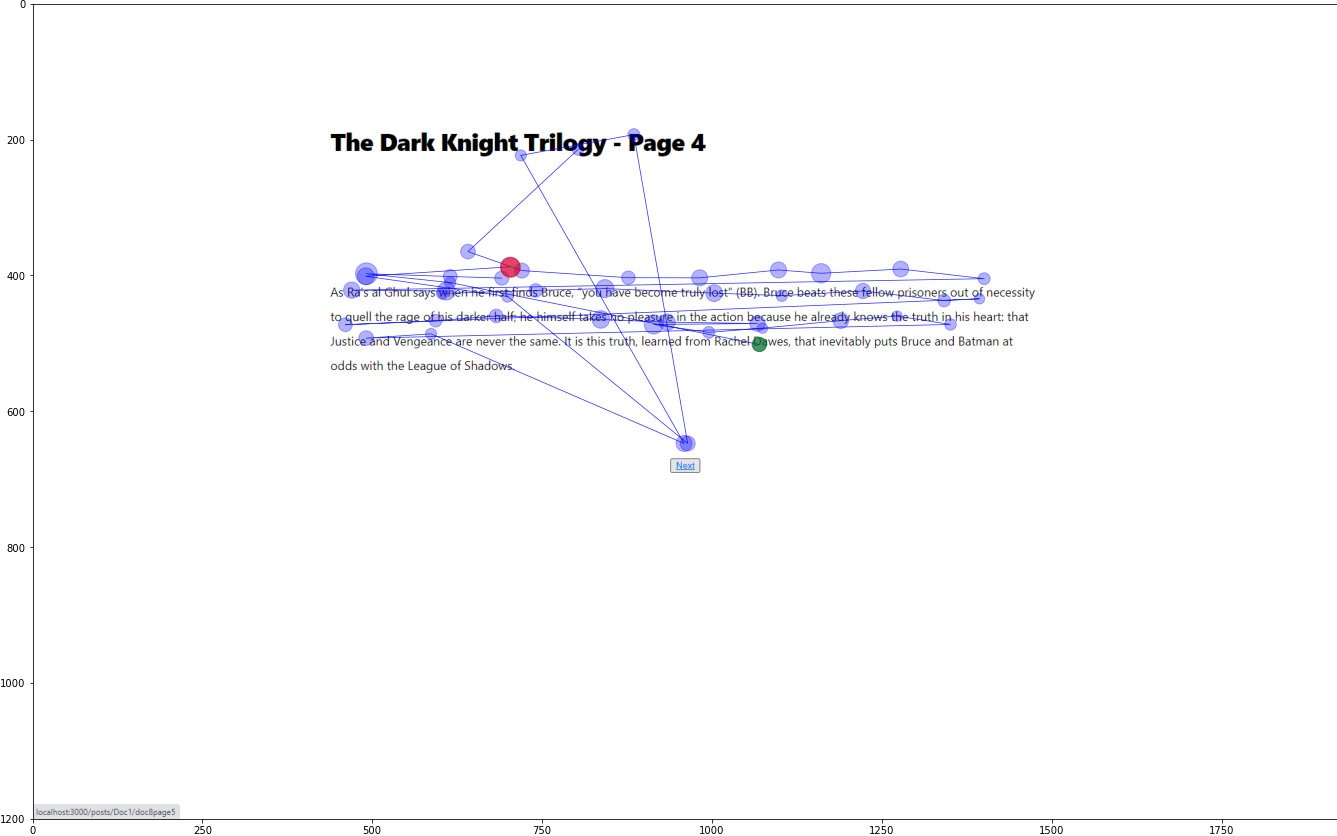 0
200
The Dark Knight Trilogy - Page 4
400
As Ra's al Ghul says when he first finds Bruce, “you have become truly lost” (BB). Bruce beats these fellow prisoners out of necessity
to quell the rage of his darker half; he himself takes no pleasure in the action because he already knows the truth in his heart: that
Justice and Vengeance are never the same. It is this truth, learned from Rachel Dawes, that inevitably puts Bruce and Batman at
odds with the League of Shadows.
600
Next
800
1000
localhost:3000/posts/Doc1/doc8page5
1200
0 250 500 750 1000 1250 1500 1750